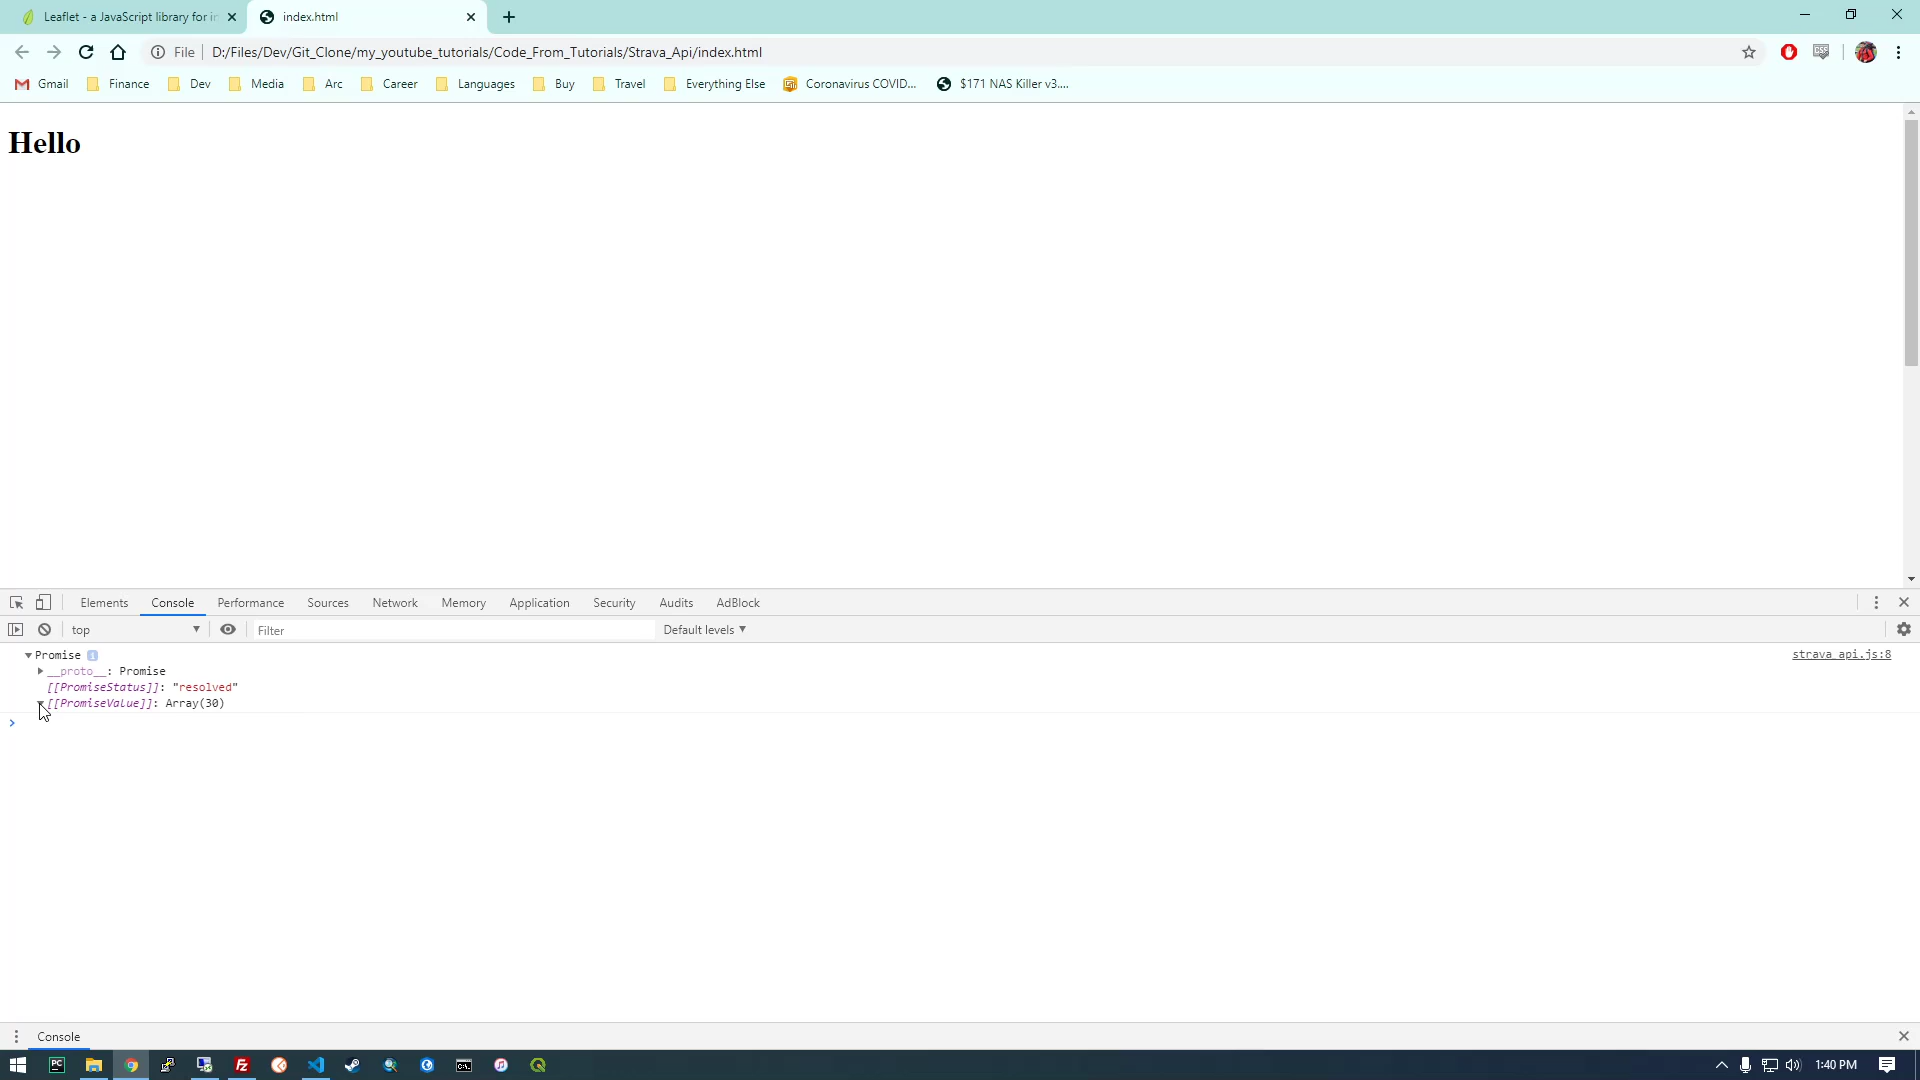 Leaflet - a JavaScript library for in
index.html
File
D:/Files/Dev/Git_Clone/my_youtube_tutorials/Code_From_Tutorials/Strava_Api/index.html
Gmail
Finance
Dev
Media
Arc
Career
Languages
Buy
Travel
Everything Else
Coronavirus COVID...
$171 NAS Killer v3....
Hello
Elements
Console
Performance
Sources
Network
Memory
Application
Security
Audits
AdBlock
top
Filter
Default levels
Promise i
strava_api.js:8
__proto__: Promise
[[PromiseStatus]]: "resolved"
[[PromiseValue]]: Array(30)
Console
1:40 PM